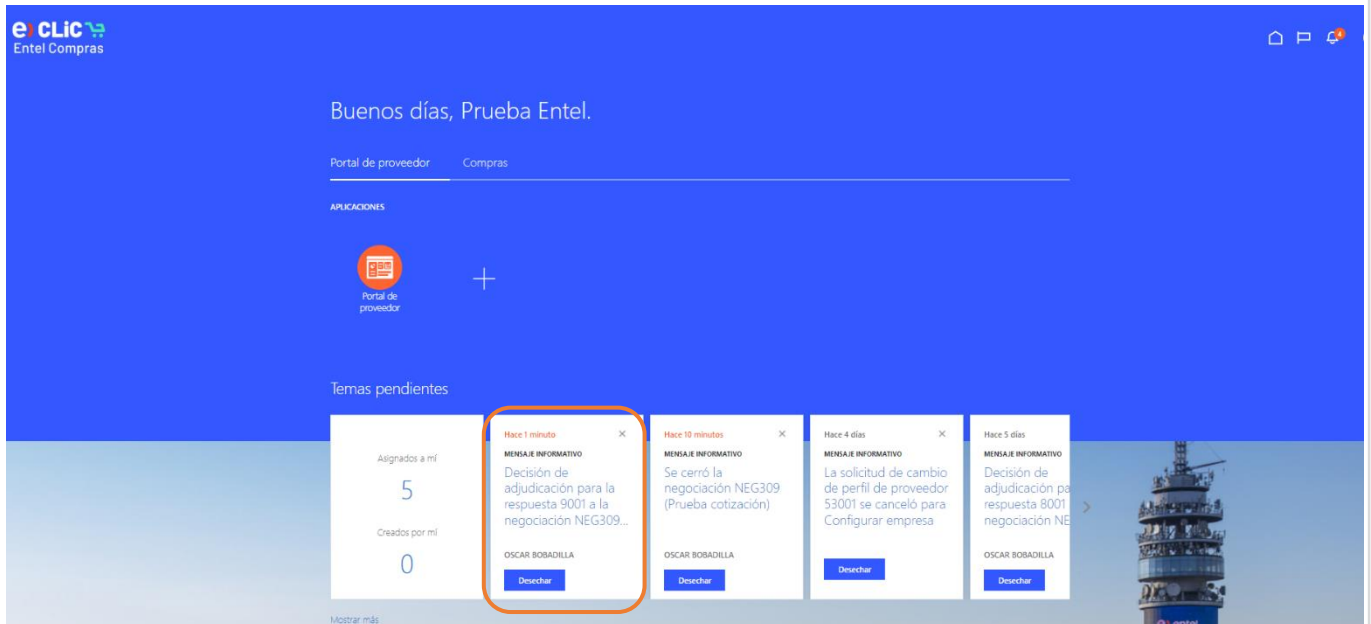 e) CLiC
Entel Compras
4
Buenos días, Prueba Entel.
Portal de proveedor Compras
APLICACIONES
Portal de
proveedor
Temas pendientes
Asignados a mí
5
Creados por mí
0
Hace 1 minuto
MENSAJE INFORMATIVO
Decisión de
adjudicación para la
respuesta 9001 a la
negociación NEG309...
OSCAR BOBADILLA
Desechar
Hace 10 minutos
MENSAJE INFORMATIVO
Se cerró la
negociación NEG309
(Prueba cotización)
OSCAR BOBADILLA
Desechar
Hace 4 días
MENSAJE INFORMATIVO
La solicitud de cambio
de perfil de proveedor
53001 se canceló para
Configurar empresa
Desechar
Hace 5 días
MENSAJE INFORMATIVO
Decisión de
adjudicación pa
respuesta 8001
negociación NE
OSCAR BOBADILLA
Desechar
Mostrar más
entel